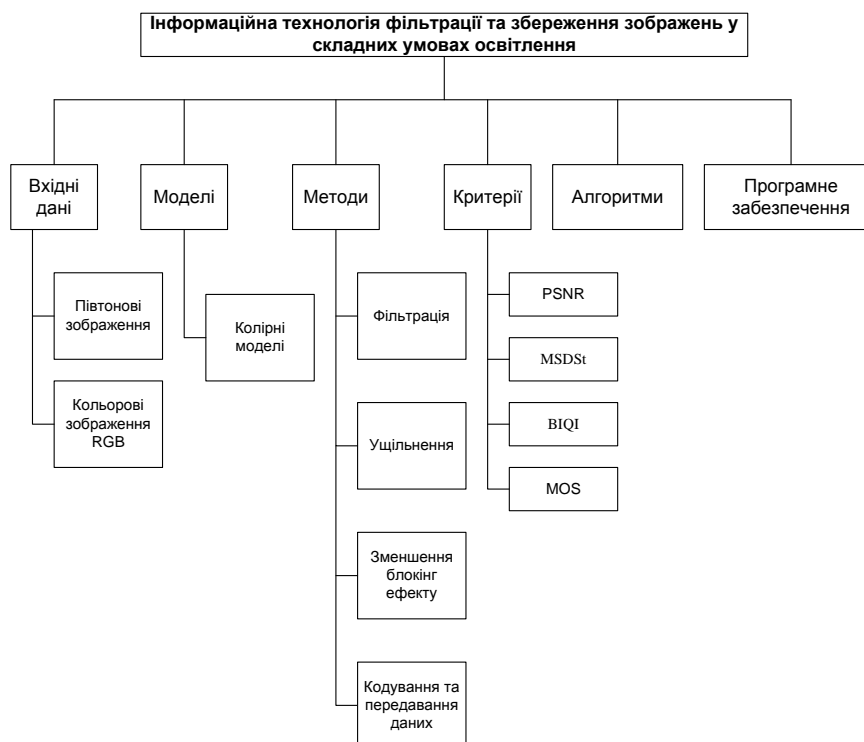 Інформаційна технологія фільтрації та збереження зображень у
складних умовах освітлення
Вхідні
дані
Моделі
Методи
Критерії
Алгоритми
Програмне
забезпечення
Півтонові
зображення
Кольорові
зображення
RGB
Колірні
моделі
Фільтрація
Ущільнення
Зменшення
блокінг
ефекту
Кодування та
передавання
даних
PSNR
MSDSt
BIQI
MOS